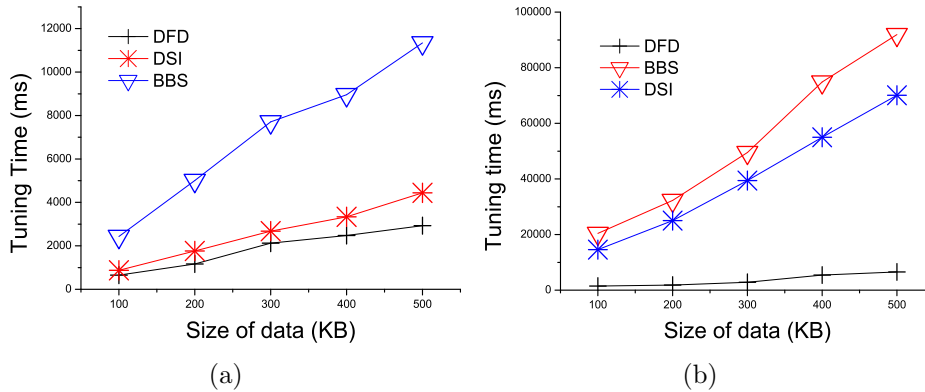 12000
10000
8000
6000
4000
2000
0
Tuning Time (ms)
DFD
DSI
BBS
100 200 300 400 500
Size of data (KB)
(a)
100000
80000
60000
40000
20000
0
Tuning time (ms)
DFD
BBS
DSI
100 200 300 400 500
Size of data (KB)
(b)